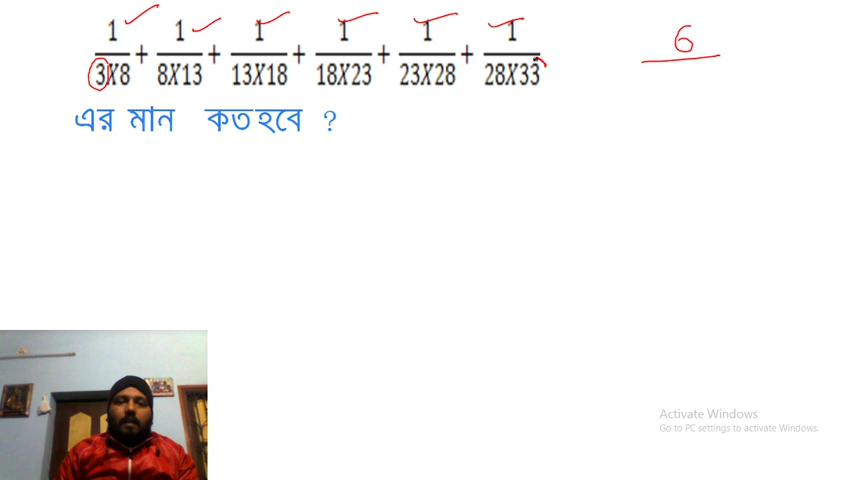 1/3X8 + 1/8X13 + 1/13X18 + 1/18X23 + 1/23X28 + 1/28X33
6
এর মান কত হবে ?
Activate Windows
Go to PC settings to activate Windows.